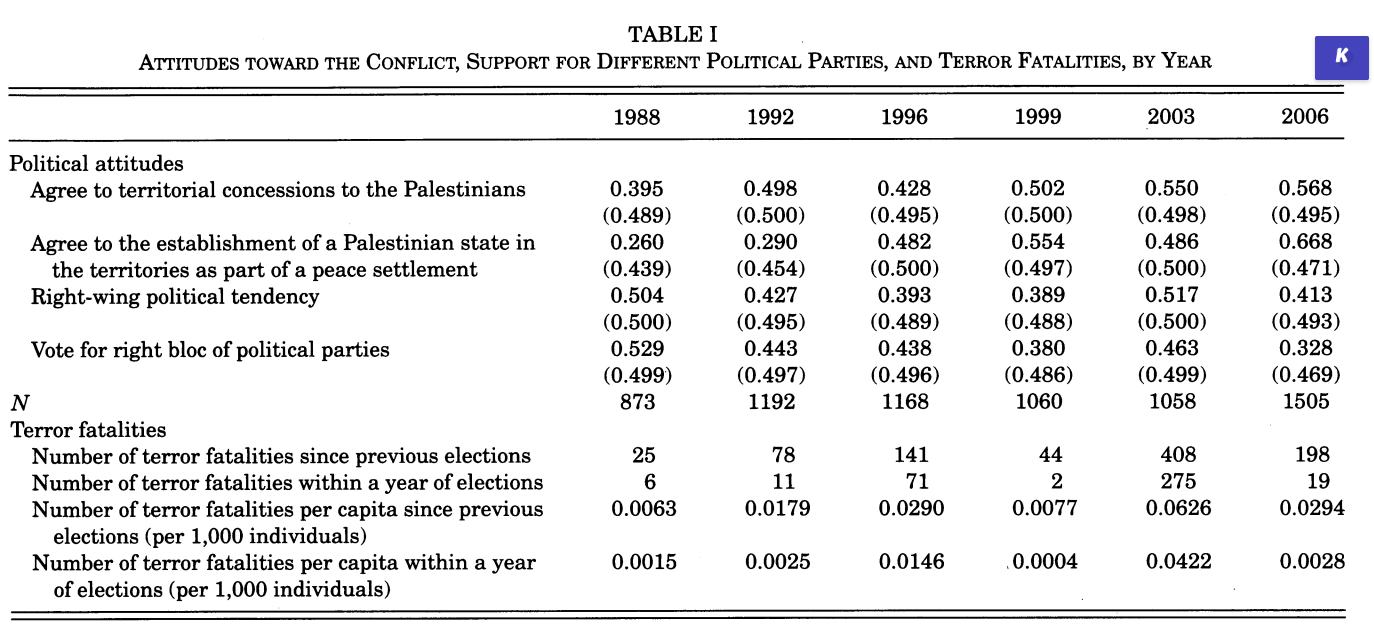 TABLE I
ATTITUDES TOWARD THE CONFLICT, SUPPORT FOR DIFFERENT POLITICAL PARTIES, AND TERROR FATALITIES, BY YEAR
K
1988 1992 1996 1999 2003 2006
Political attitudes
Agree to territorial concessions to the Palestinians 0.395 0.498 0.428 0.502 0.550 0.568
(0.489) (0.500) (0.495) (0.500) (0.498) (0.495)
Agree to the establishment of a Palestinian state in 0.260 0.290 0.482 0.554 0.486 0.668
the territories as part of a peace settlement (0.439) (0.454) (0.500) (0.497) (0.500) (0.471)
Right-wing political tendency 0.504 0.427 0.393 0.389 0.517 0.413
(0.500) (0.495) (0.489) (0.488) (0.500) (0.493)
Vote for right bloc of political parties 0.529 0.443 0.438 0.380 0.463 0.328
(0.499) (0.497) (0.496) (0.486) (0.499) (0.469)
N 873 1192 1168 1060 1058 1505
Terror fatalities
Number of terror fatalities since previous elections 25 78 141 44 408 198
Number of terror fatalities within a year of elections 6 11 71 2 275 19
Number of terror fatalities per capita since previous 0.0063 0.0179 0.0290 0.0077 0.0626 0.0294
elections (per 1,000 individuals)
Number of terror fatalities per capita within a year 0.0015 0.0025 0.0146 0.0004 0.0422 0.0028
of elections (per 1,000 individuals)